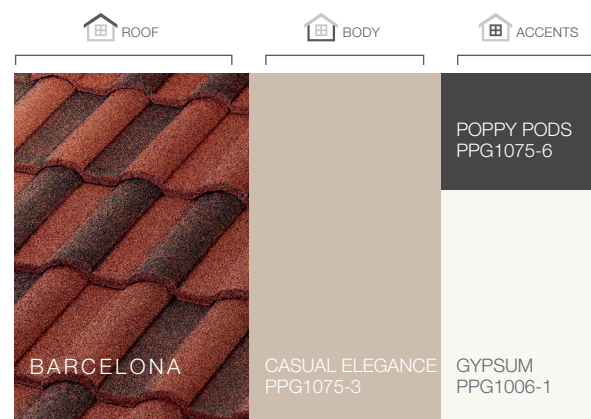 ROOF
BODY
ACCENTS
BARCELONA
CASUAL ELEGANCE
PPG1075-3
POPPY PODS
PPG1075-6
GYPSUM
PPG1006-1